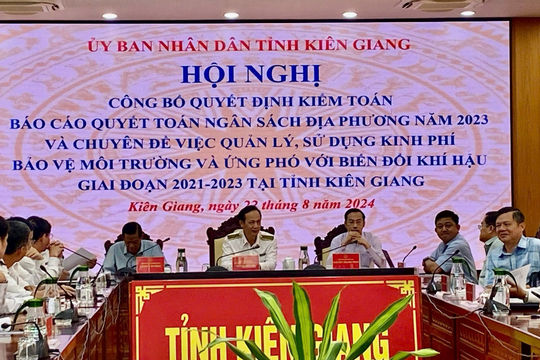 ỦY BAN NHÂN DÂN TỈNH KIÊN GIANG
HỘI NGHỊ
CÔNG BỐ QUYẾT ĐỊNH KIỂM TOÁN
BÁO CÁO QUYẾT TOÁN NGÂN SÁCH ĐỊA PHƯƠNG NĂM 2023
VÀ CHUYÊN ĐỀ VIỆC QUẢN LÝ, SỬ DỤNG KINH PHÍ
BẢO VỆ MÔI TRƯỜNG VÀ ỨNG PHÓ VỚI BIẾN ĐỔI KHÍ HẬU
GIAI ĐOẠN 2021-2023 TẠI TỈNH KIÊN GIANG
Kiên Giang, ngày 22 tháng 8 năm 2024
TỈNH KIÊN GIANG